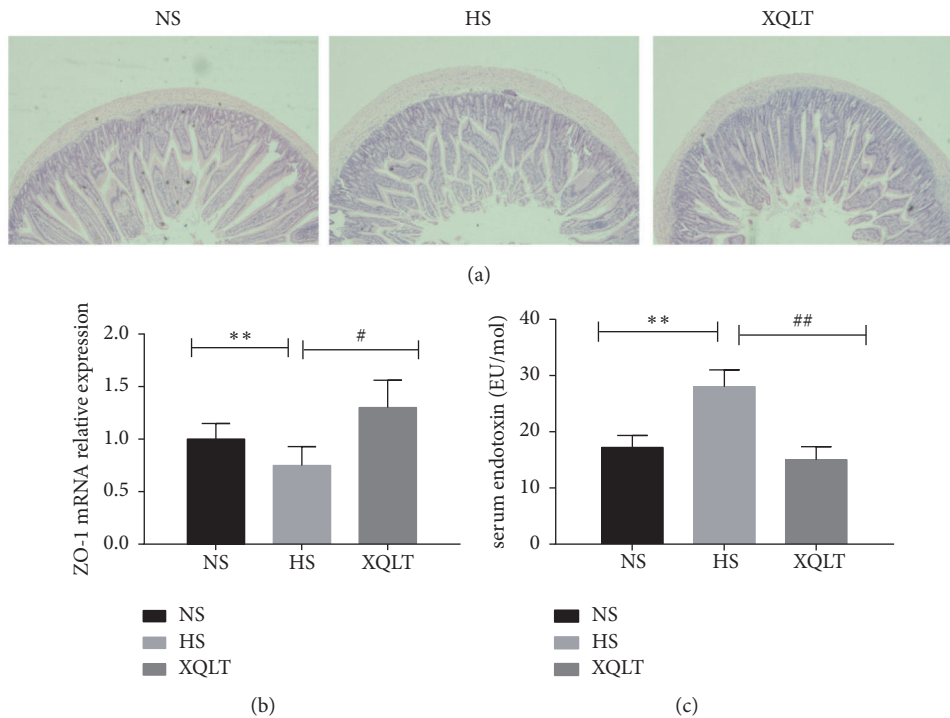 NS HS XQLT
(a)
ZO-1 mRNA relative expression
2.0
1.5
1.0
0.5
0.0
** #
NS HS XQLT
NS
HS
XQLT
(b)
serum endotoxin (EU/mol)
40
30
20
10
0
** ##
NS HS XQLT
NS
HS
XQLT
(c)